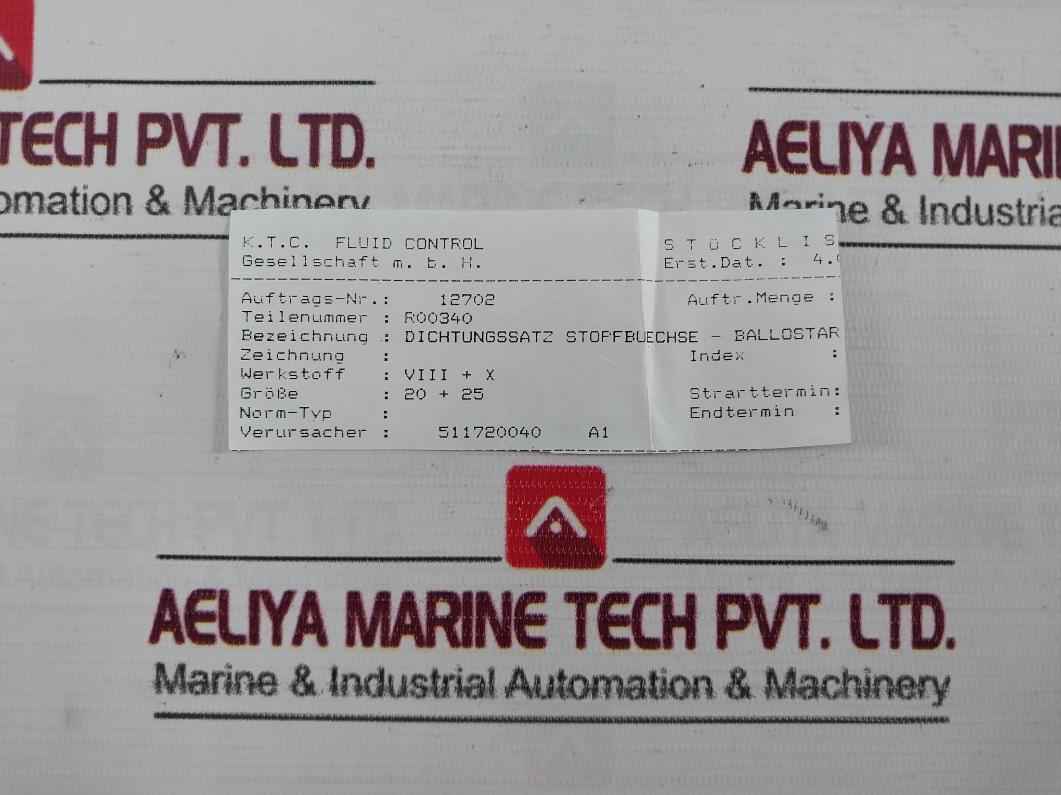 TECH PVT. LTD.
omation & Machinery
AELIYA MARI
Marine & Industria
K.T.C. FLUID CONTROL
Gesellschaft m. b. H.
S T Ü C K L I S
Erst.Dat. : 4.
Auftrags-Nr.: 12702
Auftr.Menge :
Teilenummer : R00340
Bezeichnung : DICHTUNGSSATZ STOPFBUECHSE - BALLOSTAR
Zeichnung :
Index :
Werkstoff : VIII + X
Größe : 20 + 25
Strarttermin:
Norm-Typ :
Endtermin :
Verursacher : 511720040 A1
AELIYA MARINE TECH PVT. LTD.
Marine & Industrial Automation & Machinery